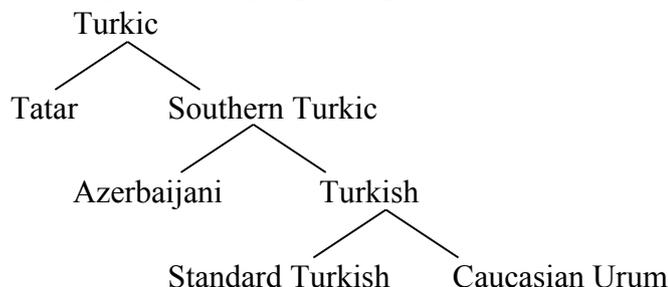 Turkic
Tatar Southern Turkic
Azerbaijani Turkish
Standard Turkish Caucasian Urum